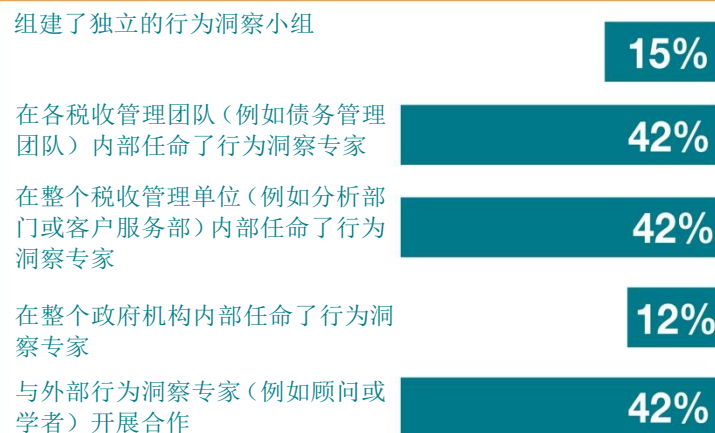 组建了独立的行为洞察小组
15%
在各税收管理团队（例如债务管理
团队）内部任命了行为洞察专家
42%
在整个税收管理单位（例如分析部
门或客户服务部）内部任命了行为
洞察专家
42%
在整个政府机构内部任命了行为洞
察专家
12%
与外部行为洞察专家（例如顾问或
学者）开展合作
42%